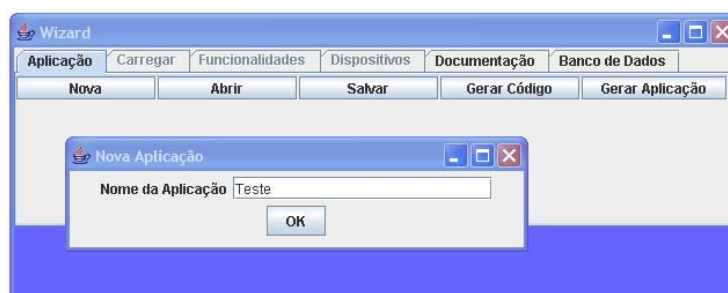 Wizard
Aplicação Carregar Funcionalidades Dispositivos Documentação Banco de Dados
Nova Abrir Salvar Gerar Código Gerar Aplicação
Nova Aplicação
Nome da Aplicação Teste
OK